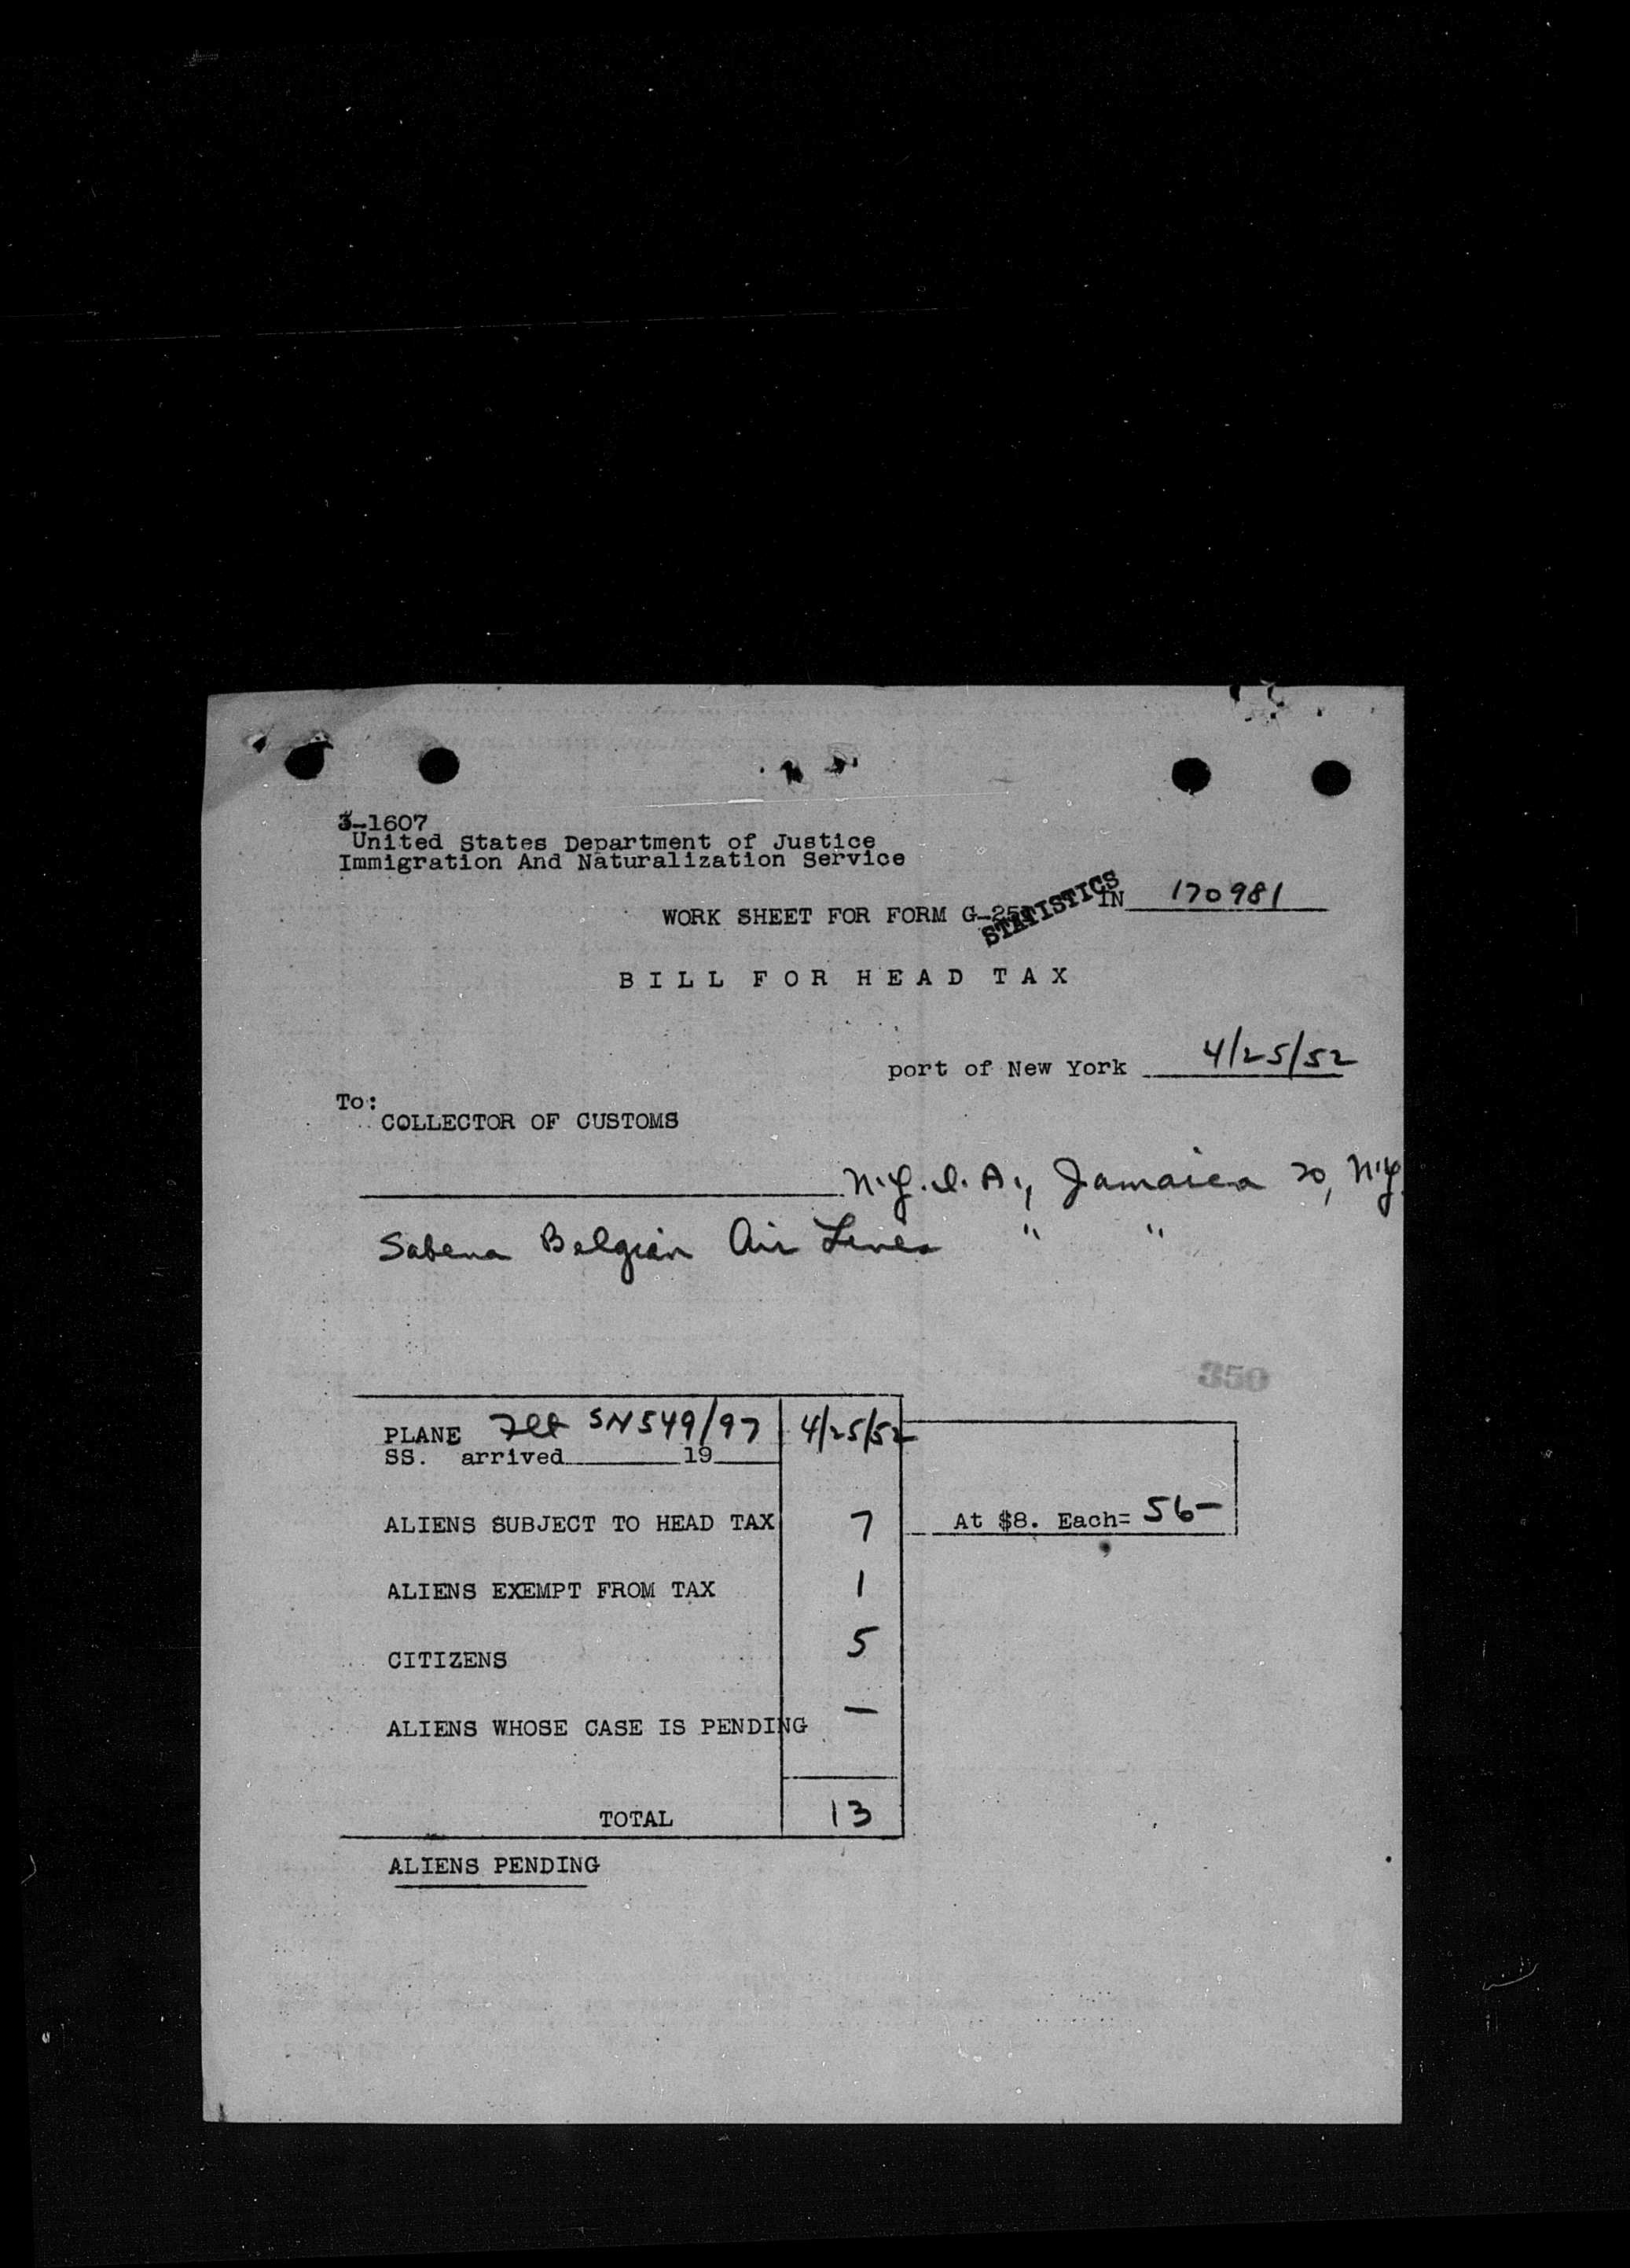 3-1607
United States Department of Justice
Immigration And Naturalization Service
WORK SHEET FOR FORM IN 170981
STATISTICS
BILL FOR HEAD TAX
port of New York 4/25/52
To:
COLLECTOR OF CUSTOMS
N.Y.I.A., Jamaica 30, N.Y.
Sabena Belgian Air Lines " "
350
PLANE Flt SN549/97 4/25/52
SS. arrived 19
ALIENS SUBJECT TO HEAD TAX 7 At $8. Each= 56-
ALIENS EXEMPT FROM TAX 1
CITIZENS 5
ALIENS WHOSE CASE IS PENDING —
TOTAL 13
ALIENS PENDING